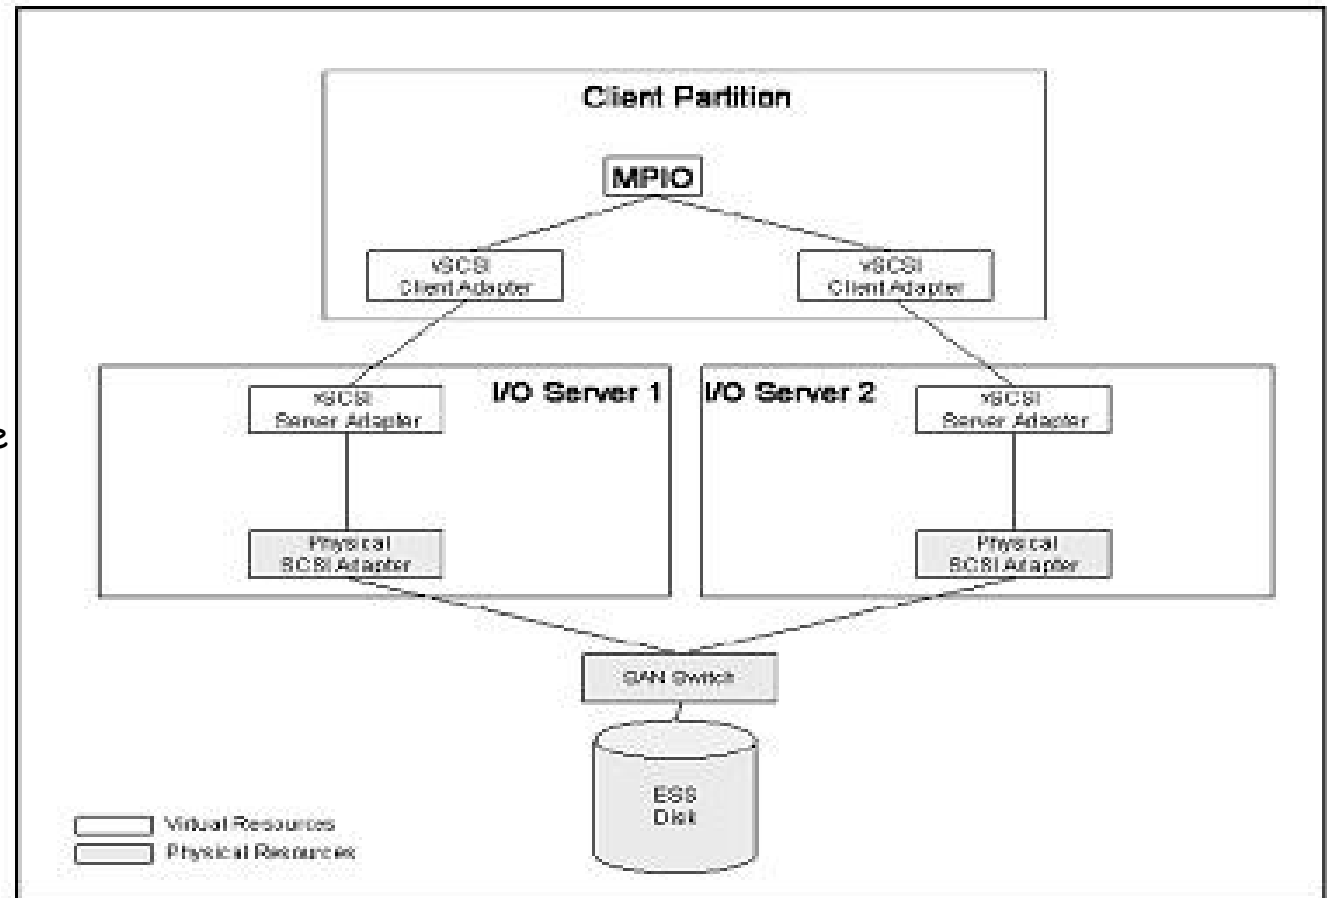 Client Partition
MPIO
vSCSI
Client Adapter
vSCSI
Client Adapter
I/O Server 1
I/O Server 2
vSCSI
Server Adapter
vSCSI
Server Adapter
e
Physical
SCSI Adapter
Physical
SCSI Adapter
SAN Switch
ESS
Disk
Virtual Resources
Physical Resources